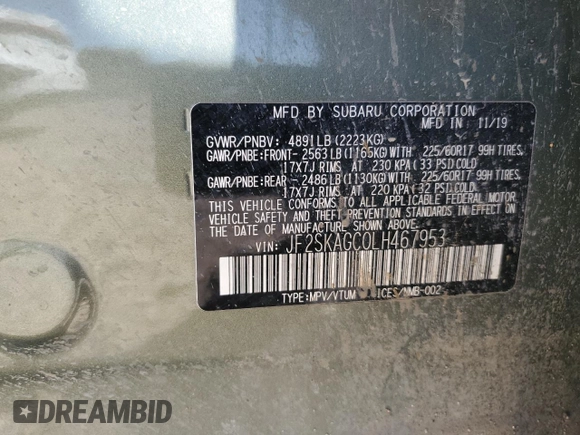 MFD BY SUBARU CORPORATION
MFD IN 11/19
GVWR/PNBV: 4891LB (2223KG)
GAWR/PNBE:FRONT- 2563LB(1165KG)WITH 225/60R17 99H TIRES,
17X7J RIMS AT 230 KPA (33 PSI)COLD
GAWR/PNBE:REAR - 2486LB(1130KG)WITH 225/60R17 99H TIRES,
17X7J RIMS AT 220 KPA (32 PSI)COLD
THIS VEHICLE CONFORMS TO ALL APPLICABLE FEDERAL MOTOR
VEHICLE SAFETY AND THEFT PREVENTION STANDARDS IN EFFECT ON
THE DATE OF MANUFACTURE SHOWN ABOVE.
VIN: JF2SKAGC0LH467953
TYPE:MPV/VTUM ICES/NMB-002
DREAMBID